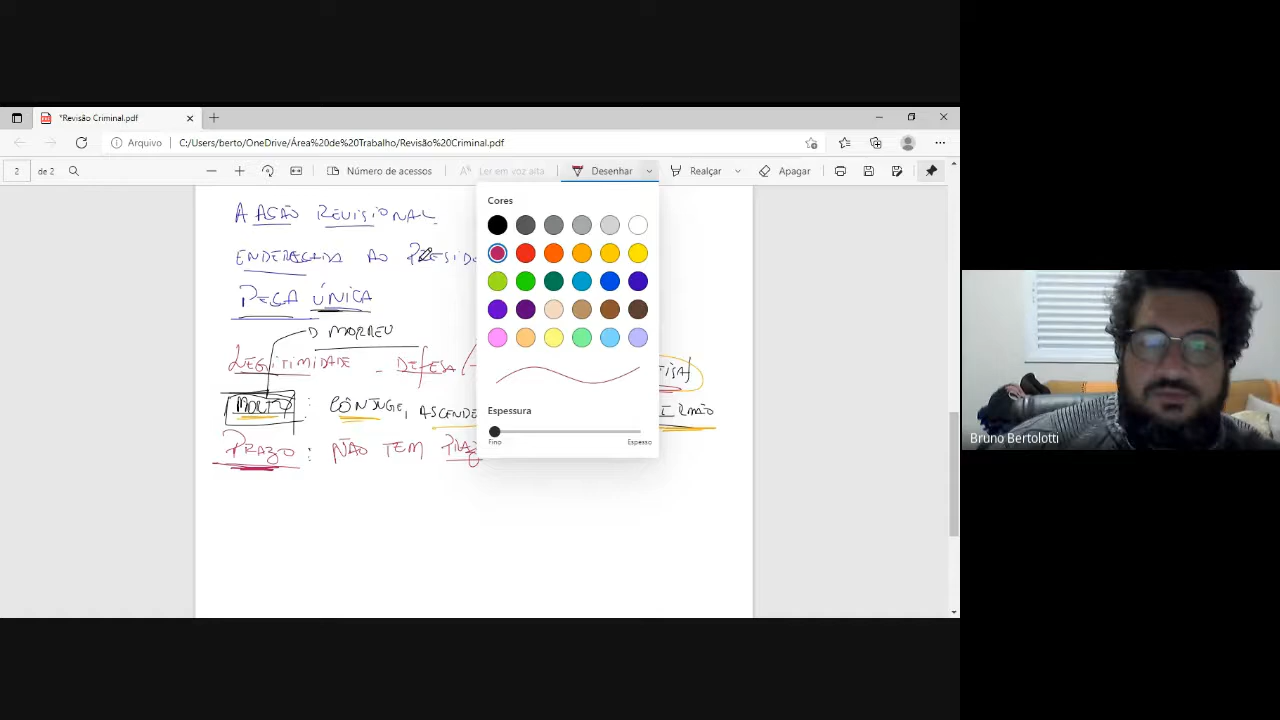 *Revisão Criminal.pdf
Arquivo C:/Users/berto/OneDrive/Área%20de%20Trabalho/Revisão%20Criminal.pdf
2 de 2 Número de acessos Ler em voz alta Desenhar Realçar Apagar
Cores
A AÇÃO REVISIONAL
ENDEREÇADA AO
PEÇA ÚNICA
D MORREU
LEGITIMIDADE - DEFESA
MORTO : CÔNJUGE, ASCENDE IRMÃO
Espessura
Fino Espesso
PRAZO : NÃO TEM
Bruno Bertolotti